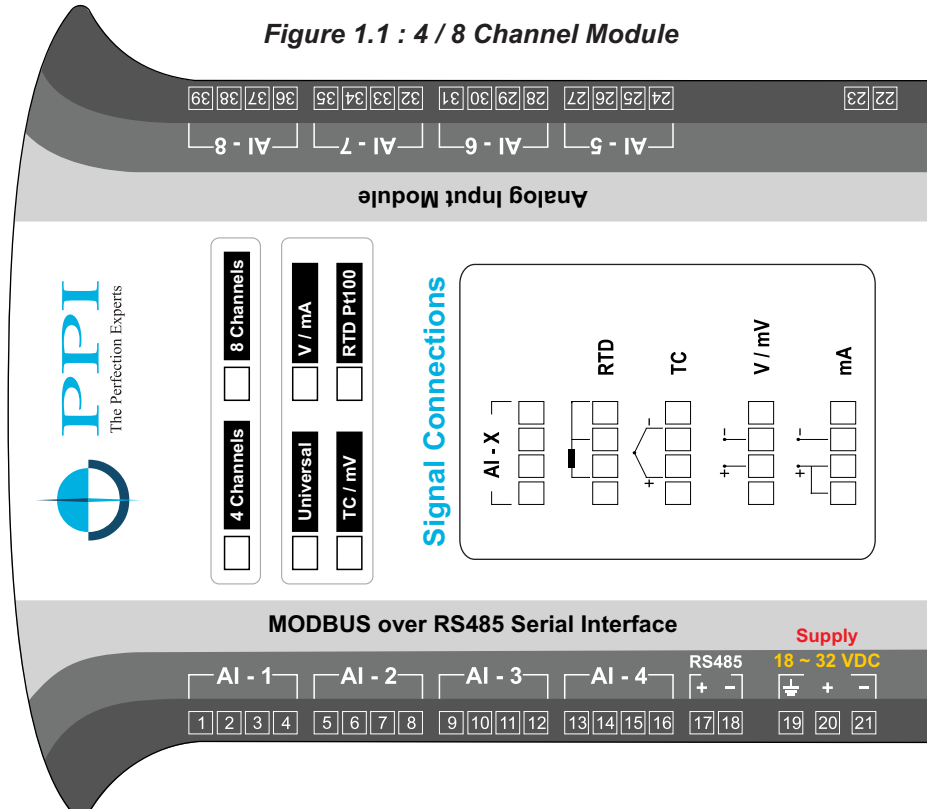 Figure 1.1 : 4 / 8 Channel Module
39 38 37 36 35 34 33 32 31 30 29 28 27 26 25 24 23 22
AI - 8 AI - 7 AI - 6 AI - 5
Analog Input Module
PPI
The Perfection Experts
4 Channels 8 Channels
Universal V / mA
TC / mV RTD Pt100
Signal Connections
AI - X
RTD
+ -
TC
+ -
V / mV
+ -
mA
MODBUS over RS485 Serial Interface
Supply
RS485 18 ~ 32 VDC
AI - 1 AI - 2 AI - 3 AI - 4
+ - + -
1 2 3 4 5 6 7 8 9 10 11 12 13 14 15 16 17 18 19 20 21